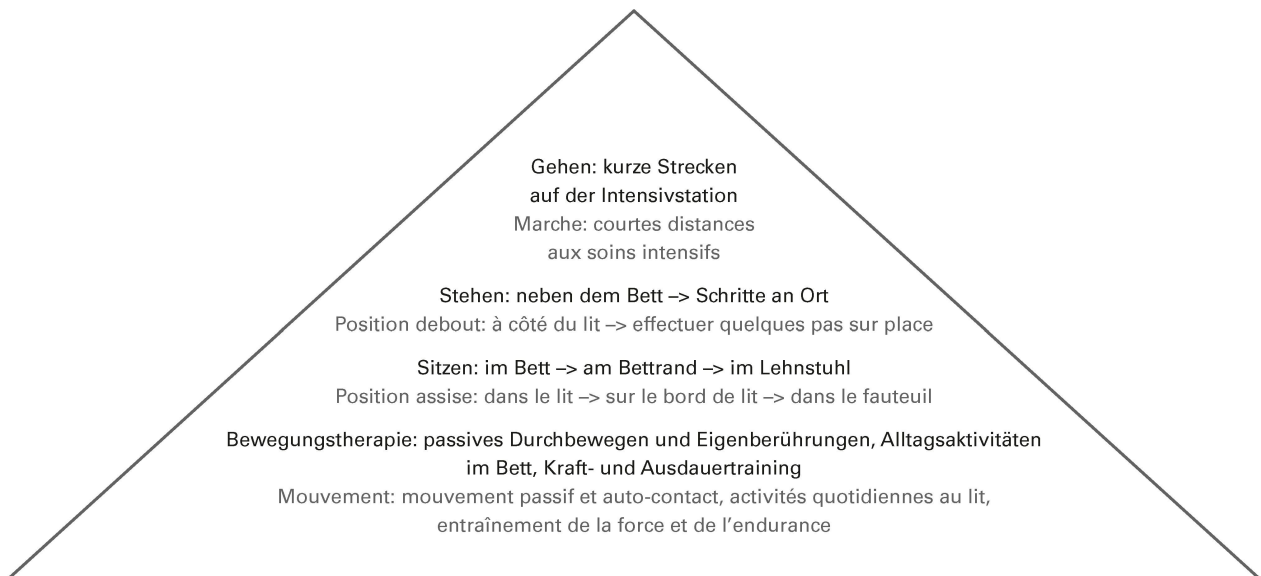 Gehen: kurze Strecken
auf der Intensivstation
Marche: courtes distances
aux soins intensifs
Stehen: neben dem Bett –> Schritte an Ort
Position debout: à côté du lit –> effectuer quelques pas sur place
Sitzen: im Bett –> am Bettrand –> im Lehnstuhl
Position assise: dans le lit –> sur le bord de lit –> dans le fauteuil
Bewegungstherapie: passives Durchbewegen und Eigenberührungen, Alltagsaktivitäten
im Bett, Kraft- und Ausdauertraining
Mouvement: mouvement passif et auto-contact, activités quotidiennes au lit,
entraînement de la force et de l’endurance